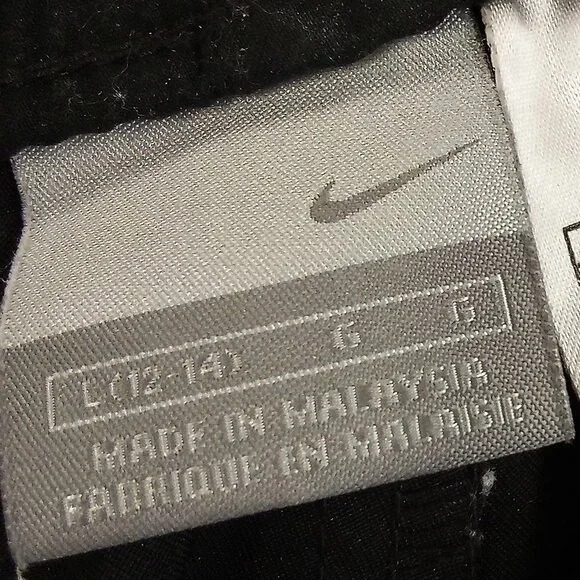 L (12-14) G G
MADE IN MALAYSIA
FABRIQUE EN MALAISIE